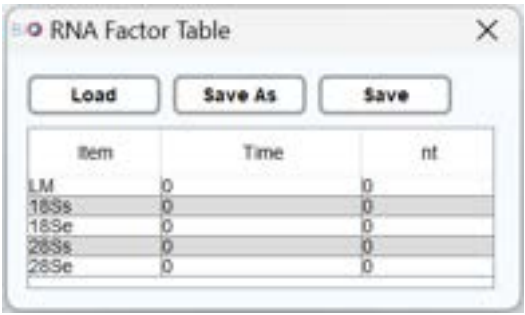 RNA Factor Table
Load Save As Save
Item Time nt
LM 0 0
18Ss 0 0
18Se 0 0
28Ss 0 0
28Se 0 0